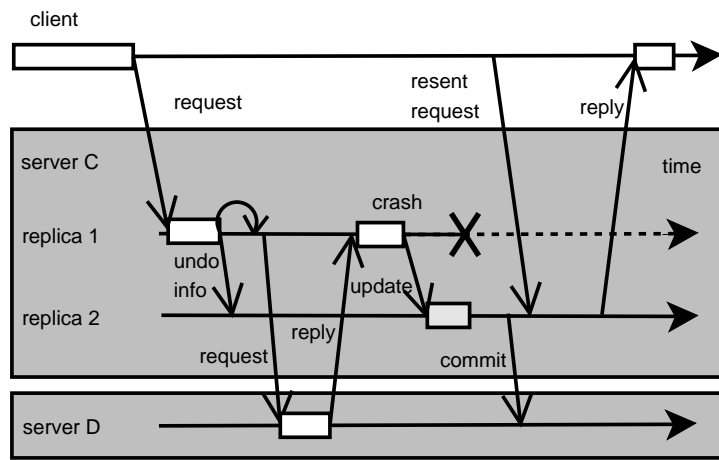 client
request
resent
request
reply
server C
time
crash
replica 1
undo
info
update
replica 2
reply
request
commit
server D